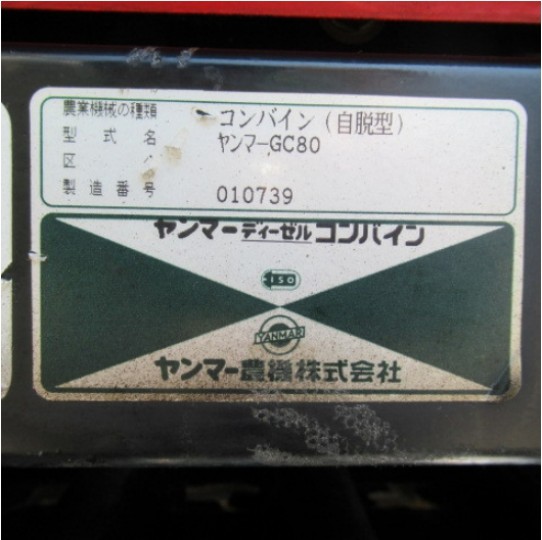 農業機械の種類 コンバイン（自脱型）
型式名 ヤンマーGC80
区
製造番号 010739
ヤンマーディーゼルコンバイン
ISO
YANMAR
ヤンマー農機株式会社